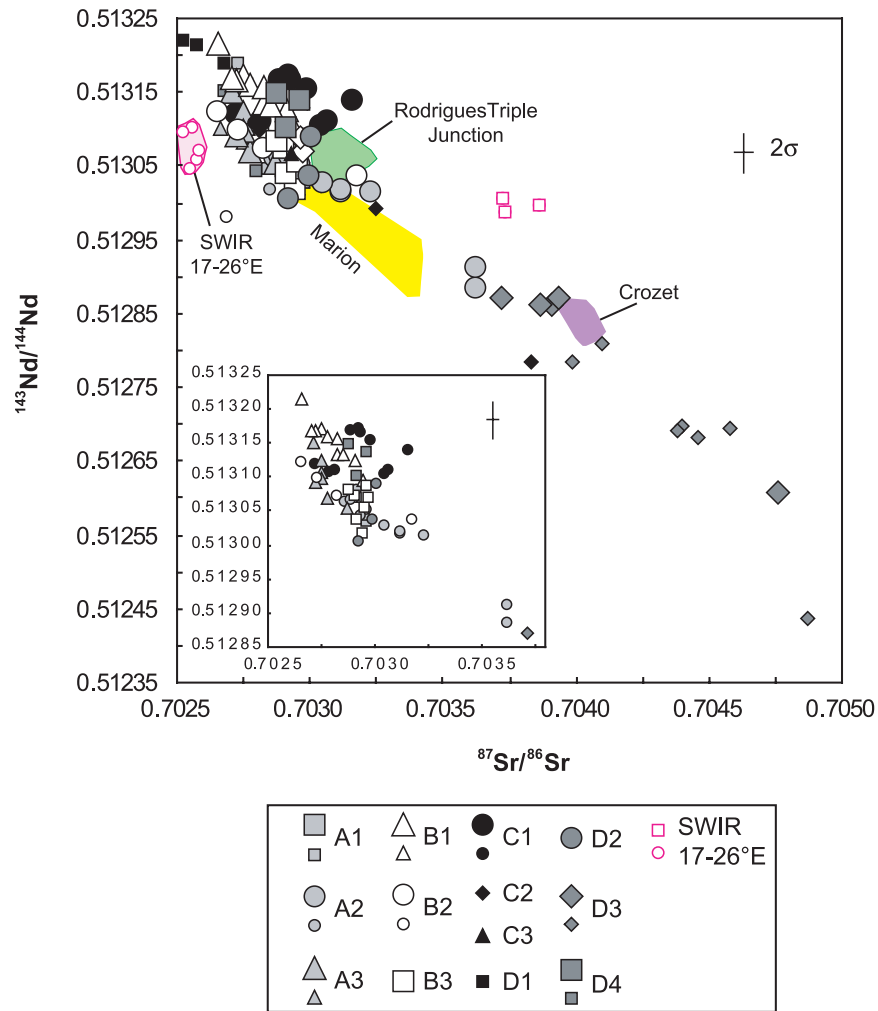 0.51325
0.51315
0.51305
0.51295
0.51285
0.51275
0.51265
0.51255
0.51245
0.51235
143Nd/144Nd
Rodrigues Triple
Junction
2σ
SWIR
17-26°E
Marion
Crozet
0.51325
0.51320
0.51315
0.51310
0.51300
0.51295
0.51290
0.51285
0.7025
0.7030
0.7035
0.7025
0.7030
0.7035
0.7040
0.7045
0.7050
87Sr/86Sr
A1
B1
C1
D2
SWIR
17-26°E
A2
B2
C2
D3
C3
A3
B3
D1
D4